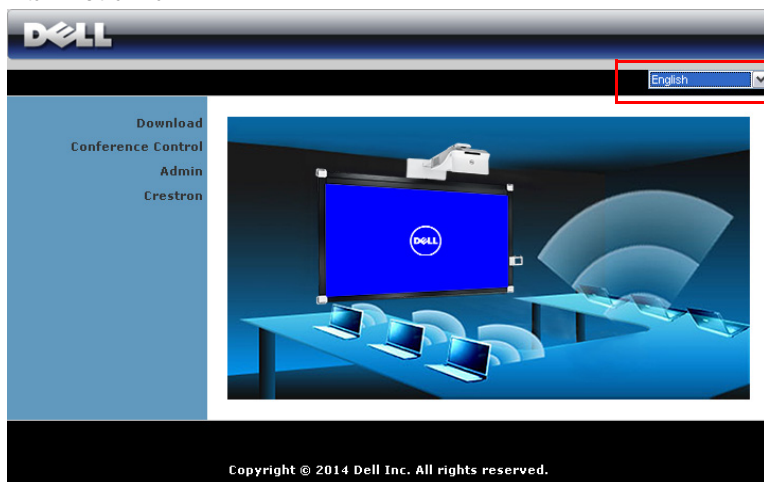 DELL
English
Download
Conference Control
Admin
Crestron
DELL
Copyright © 2014 Dell Inc. All rights reserved.